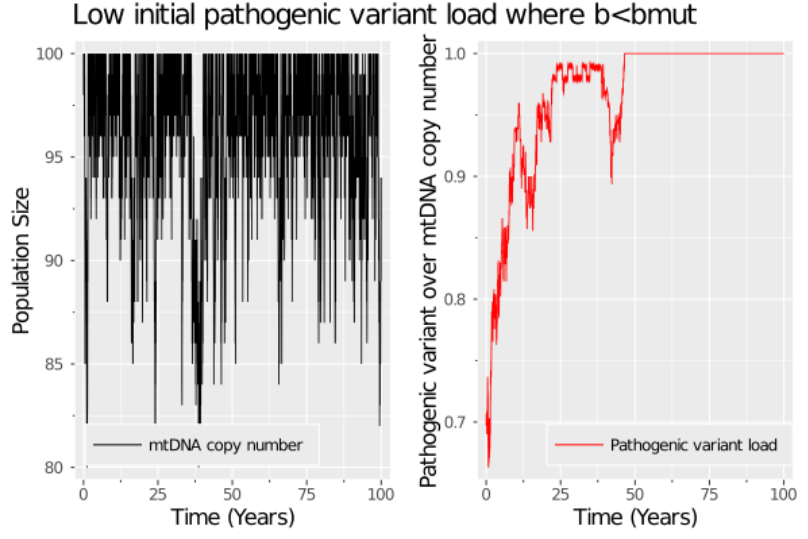 Low initial pathogenic variant load where b<bmut
Population Size
100
95
90
85
80
mtDNA copy number
0
25
50
75
100
Time (Years)
Pathogenic variant over mtDNA copy number
1.0
0.9
0.8
0.7
Pathogenic variant load
0
25
50
75
100
Time (Years)